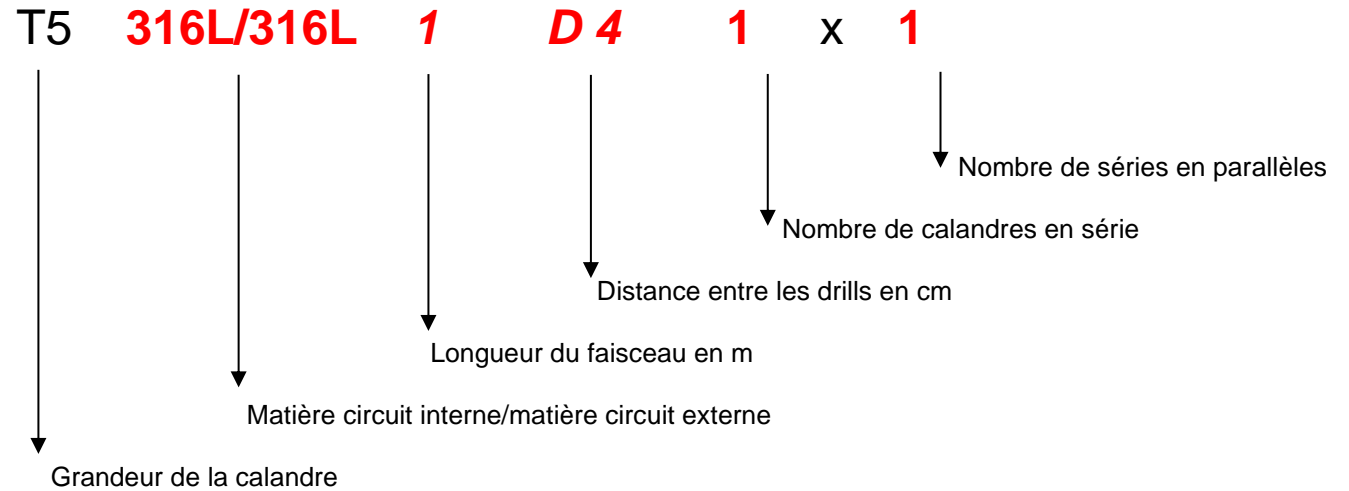 T5 316L/316L 1 D 4 1 x 1
Nombre de séries en parallèles
Nombre de calandres en série
Distance entre les drills en cm
Longueur du faisceau en m
Matière circuit interne/matière circuit externe
Grandeur de la calandre